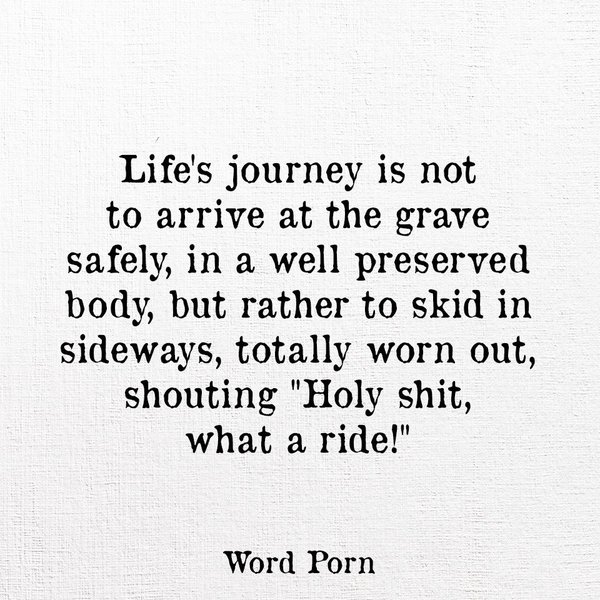 Life's journey is not
to arrive at the grave
safely, in a well preserved
body, but rather to skid in
sideways, totally worn out,
shouting "Holy shit,
what a ride!"
Word Porn